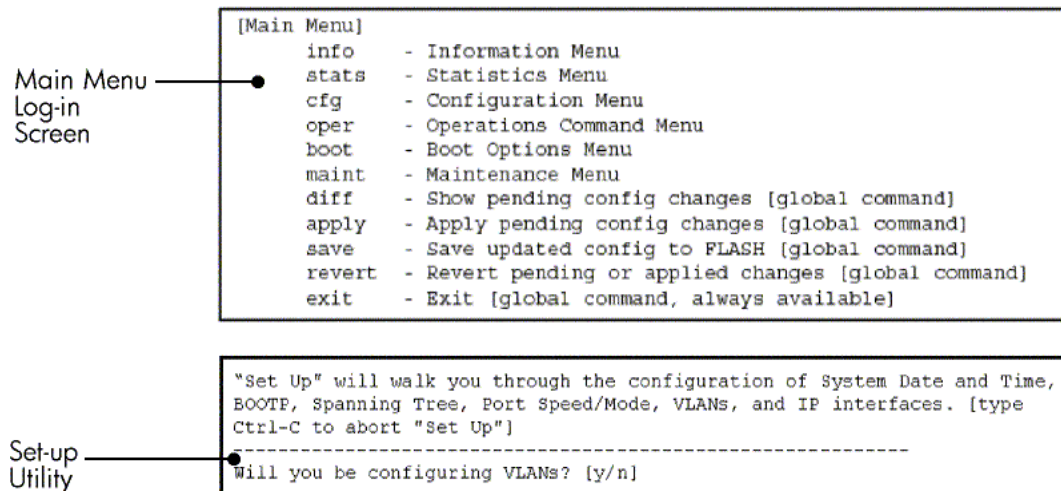 [Main Menu]
info - Information Menu
stats - Statistics Menu
cfg - Configuration Menu
oper - Operations Command Menu
boot - Boot Options Menu
maint - Maintenance Menu
diff - Show pending config changes [global command]
apply - Apply pending config changes [global command]
save - Save updated config to FLASH [global command]
revert - Revert pending or applied changes [global command]
exit - Exit [global command, always available]
Main Menu
Log-in
Screen
"Set Up" will walk you through the configuration of System Date and Time,
BOOTP, Spanning Tree, Port Speed/Mode, VLANs, and IP interfaces. [type
Ctrl-C to abort "Set Up"]
------------------------------------------------------------------
Will you be configuring VLANs? [y/n]
Set-up
Utility